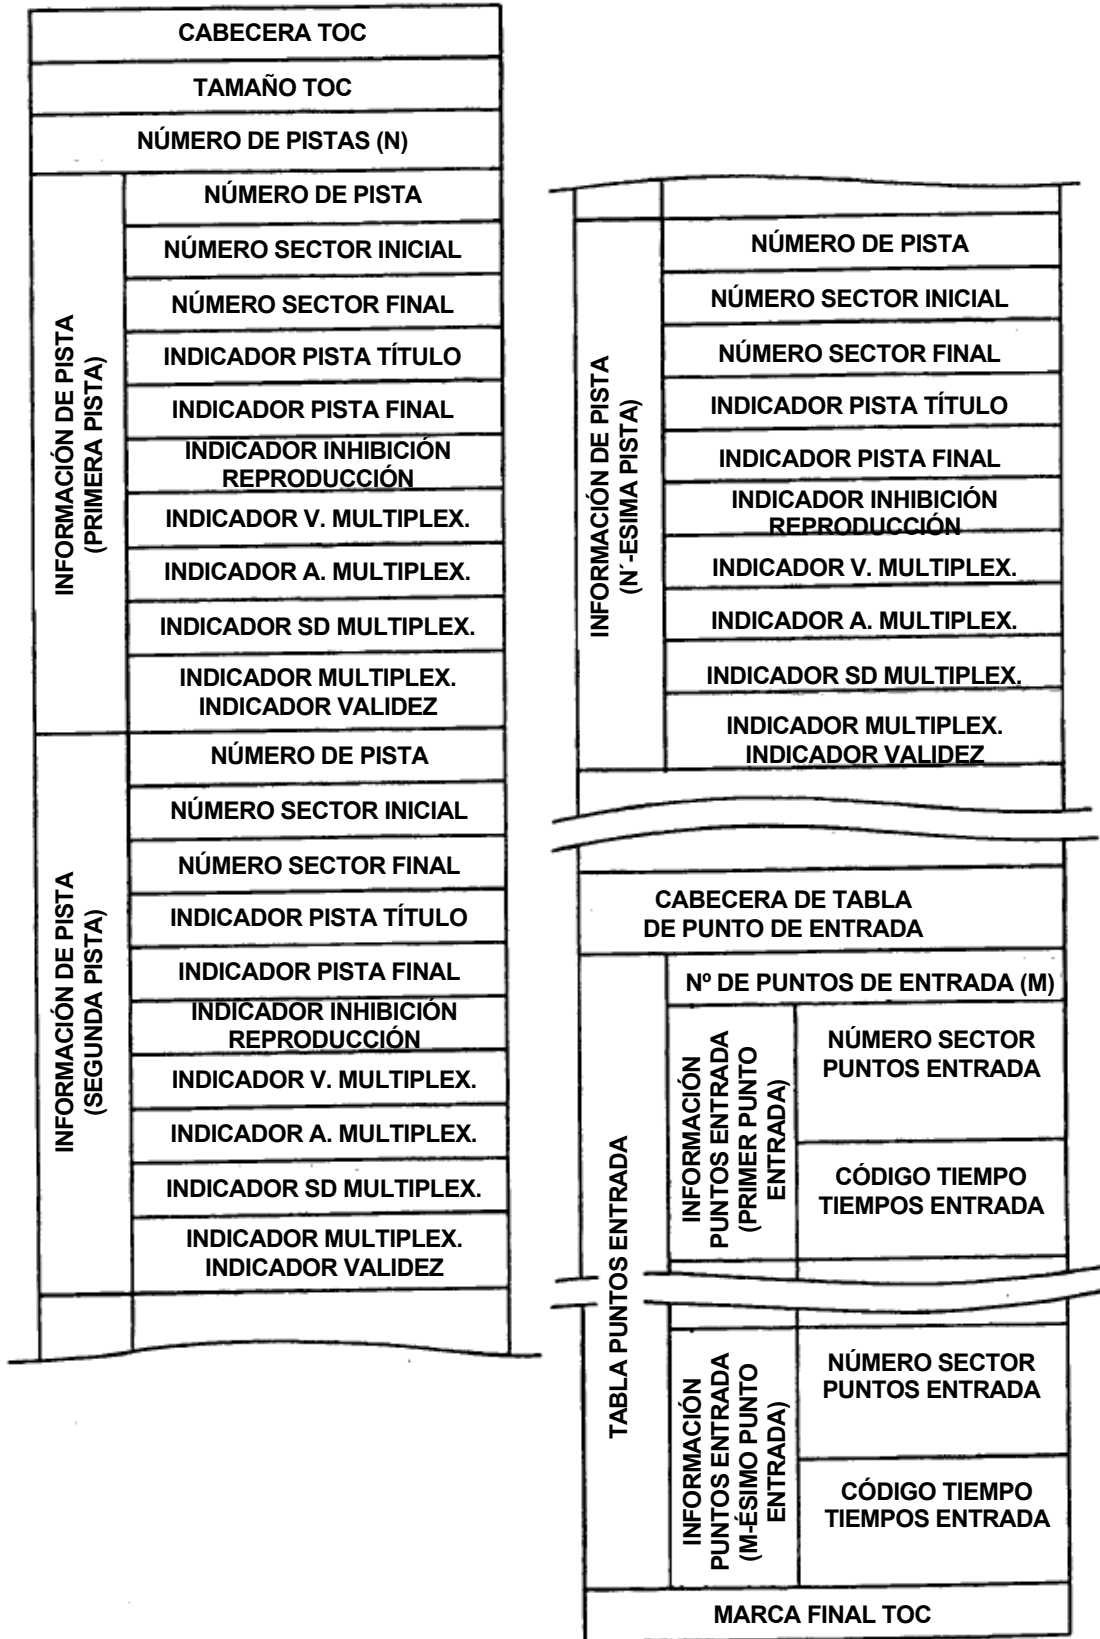 CABECERA TOC
TAMAÑO TOC
NÚMERO DE PISTAS (N)
INFORMACIÓN DE PISTA
(PRIMERA PISTA)
NÚMERO DE PISTA
NÚMERO SECTOR INICIAL
NÚMERO SECTOR FINAL
INDICADOR PISTA TÍTULO
INDICADOR PISTA FINAL
INDICADOR INHIBICIÓN
REPRODUCCIÓN
INDICADOR V. MULTIPLEX.
INDICADOR A. MULTIPLEX.
INDICADOR SD MULTIPLEX.
INDICADOR MULTIPLEX.
INDICADOR VALIDEZ
INFORMACIÓN DE PISTA
(SEGUNDA PISTA)
NÚMERO DE PISTA
NÚMERO SECTOR INICIAL
NÚMERO SECTOR FINAL
INDICADOR PISTA TÍTULO
INDICADOR PISTA FINAL
INDICADOR INHIBICIÓN
REPRODUCCIÓN
INDICADOR V. MULTIPLEX.
INDICADOR A. MULTIPLEX.
INDICADOR SD MULTIPLEX.
INDICADOR MULTIPLEX.
INDICADOR VALIDEZ
INFORMACIÓN DE PISTA
(N´-ESIMA PISTA)
NÚMERO DE PISTA
NÚMERO SECTOR INICIAL
NÚMERO SECTOR FINAL
INDICADOR PISTA TÍTULO
INDICADOR PISTA FINAL
INDICADOR INHIBICIÓN
REPRODUCCIÓN
INDICADOR V. MULTIPLEX.
INDICADOR A. MULTIPLEX.
INDICADOR SD MULTIPLEX.
INDICADOR MULTIPLEX.
INDICADOR VALIDEZ
CABECERA DE TABLA
DE PUNTO DE ENTRADA
TABLA PUNTOS ENTRADA
Nº DE PUNTOS DE ENTRADA (M)
INFORMACIÓN
PUNTOS ENTRADA
(PRIMER PUNTO
ENTRADA)
NÚMERO SECTOR
PUNTOS ENTRADA
CÓDIGO TIEMPO
TIEMPOS ENTRADA
INFORMACIÓN
PUNTOS ENTRADA
(M-ÉSIMO PUNTO
ENTRADA)
NÚMERO SECTOR
PUNTOS ENTRADA
CÓDIGO TIEMPO
TIEMPOS ENTRADA
MARCA FINAL TOC